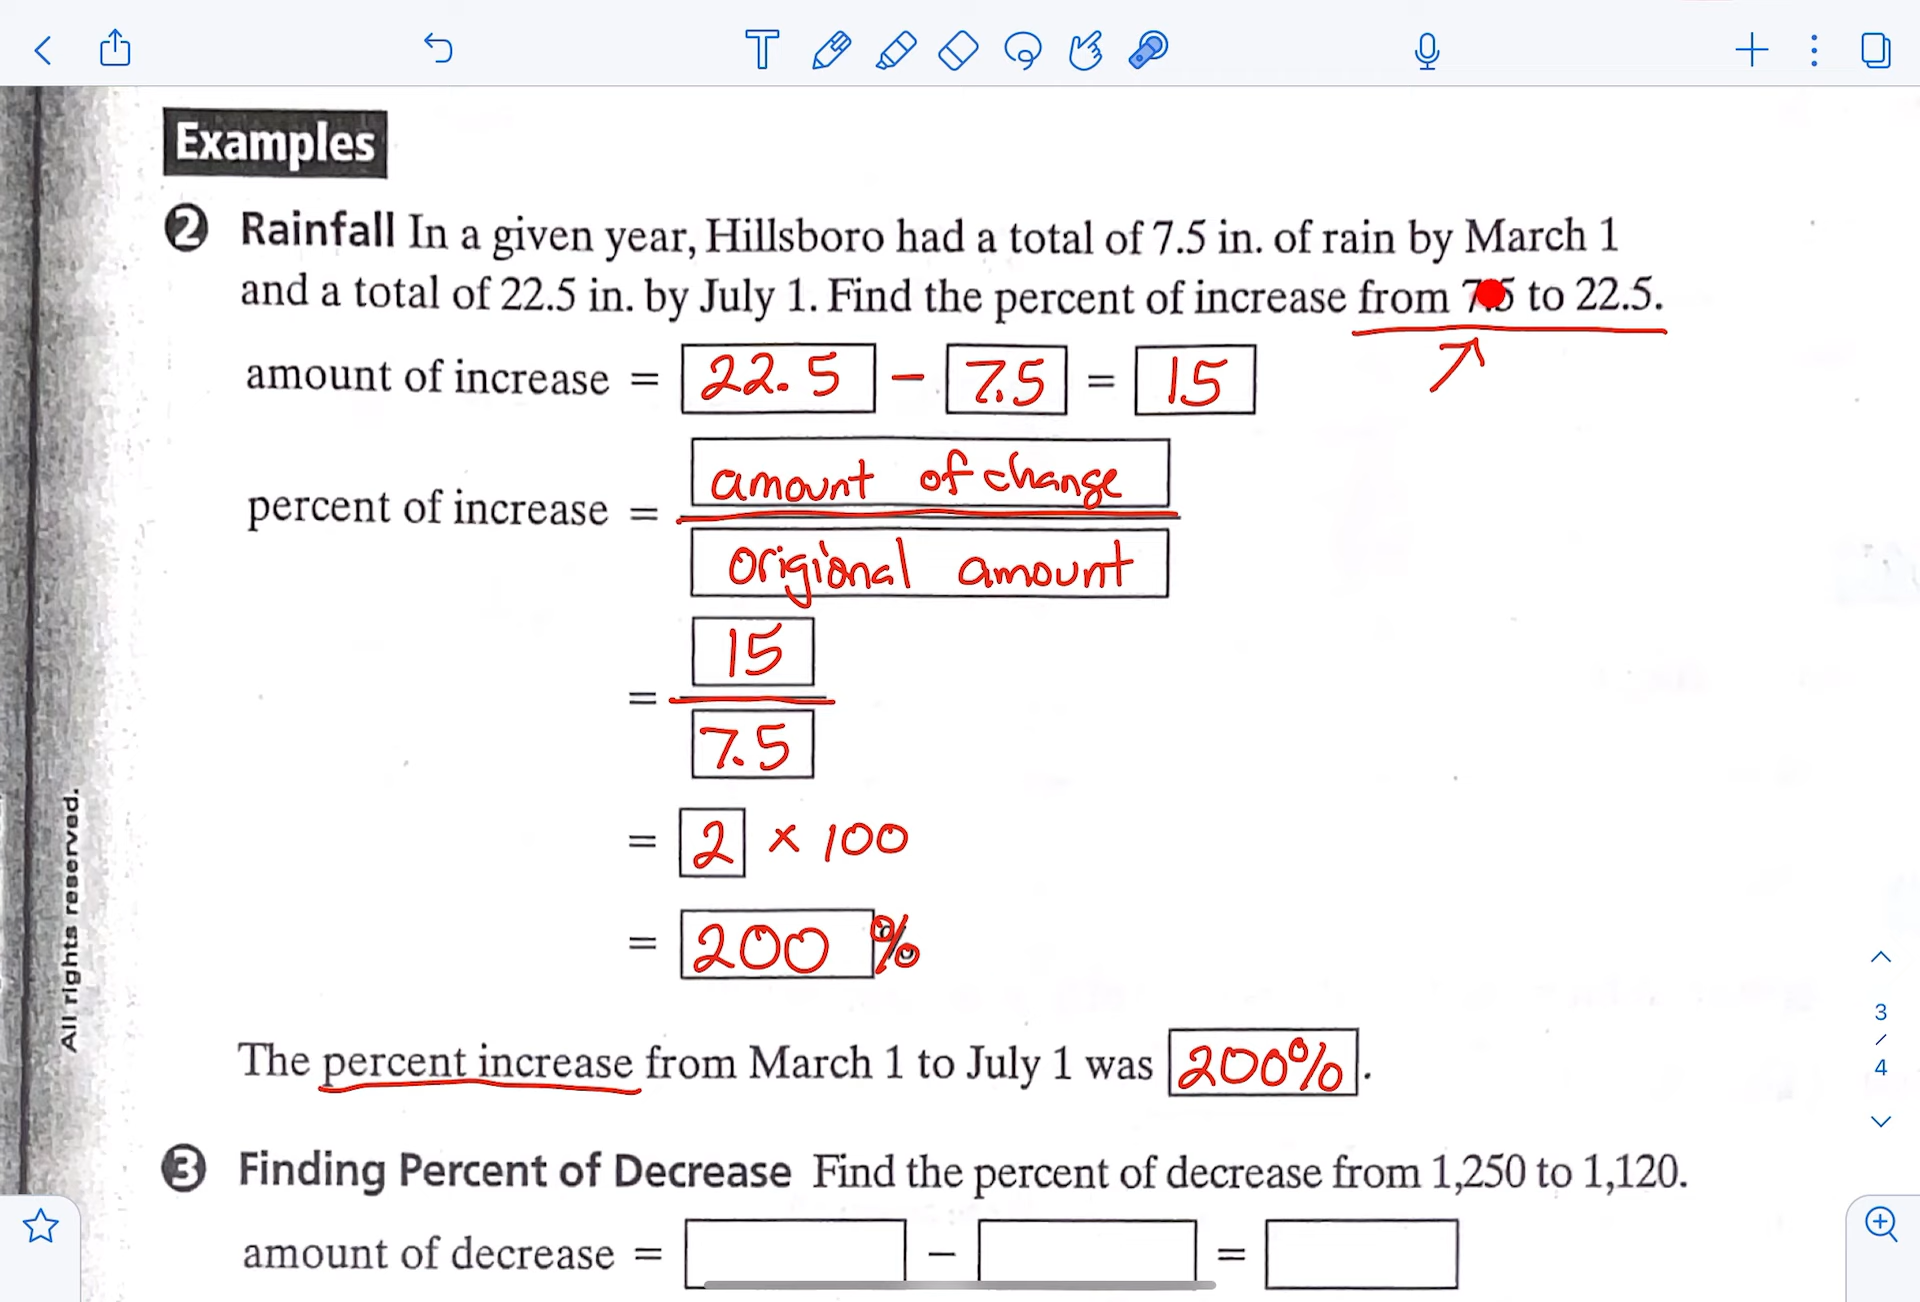 Examples
2 Rainfall In a given year, Hillsboro had a total of 7.5 in. of rain by March 1
and a total of 22.5 in. by July 1. Find the percent of increase from 7.5 to 22.5.
amount of increase = 22.5 - 7.5 = 15
percent of increase = amount of change
origional amount
= 15
7.5
= 2 × 100
= 200 %
The percent increase from March 1 to July 1 was 200%.
3 Finding Percent of Decrease Find the percent of decrease from 1,250 to 1,120.
amount of decrease = − =
All rights reserved.
3
/
4